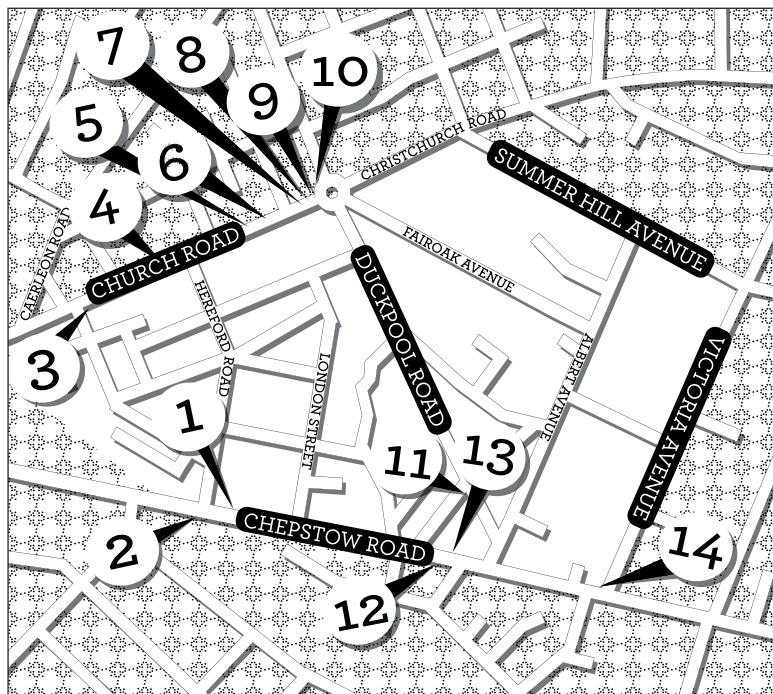 7
8
10
9
5
6
4
CHRISTCHURCH ROAD
SUMMER HILL AVENUE
CAERLEON ROAD
CHURCH ROAD
FAIROAK AVENUE
HEREFORD ROAD
DUCKPOOL ROAD
3
LONDON STREET
ALBERT AVENUE
VICTORIA AVENUE
1
11
13
CHEPSTOW ROAD
2
14
12